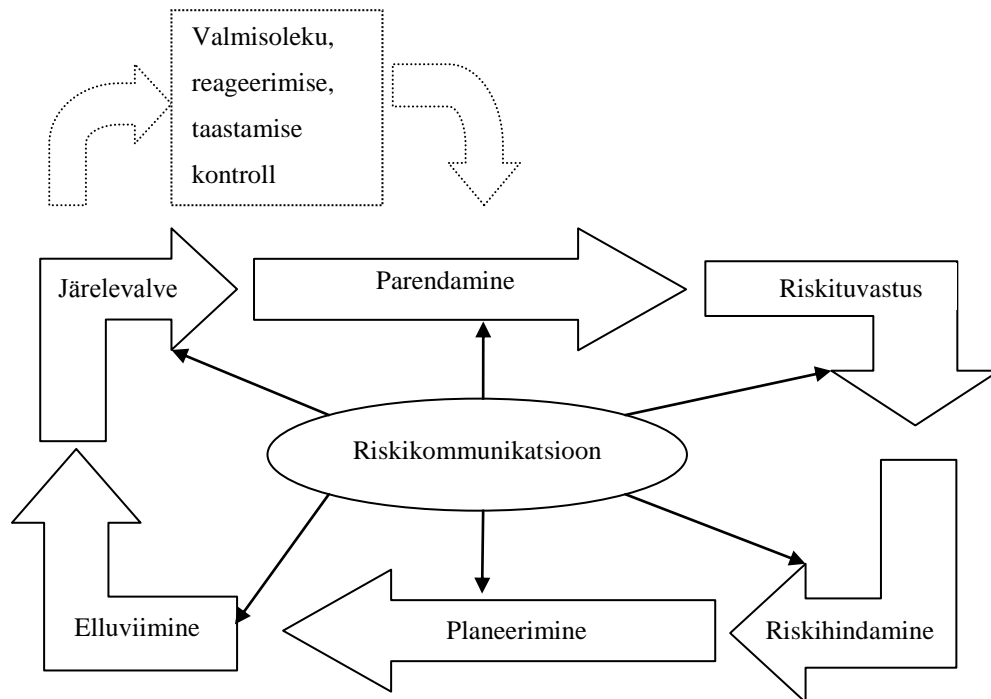 Valmisoleku,
reageerimise,
taastamise
kontroll
Järelevalve
Parendamine
Riskituvastus
Riskikommunikatsioon
Elluviimine
Planeerimine
Riskihindamine